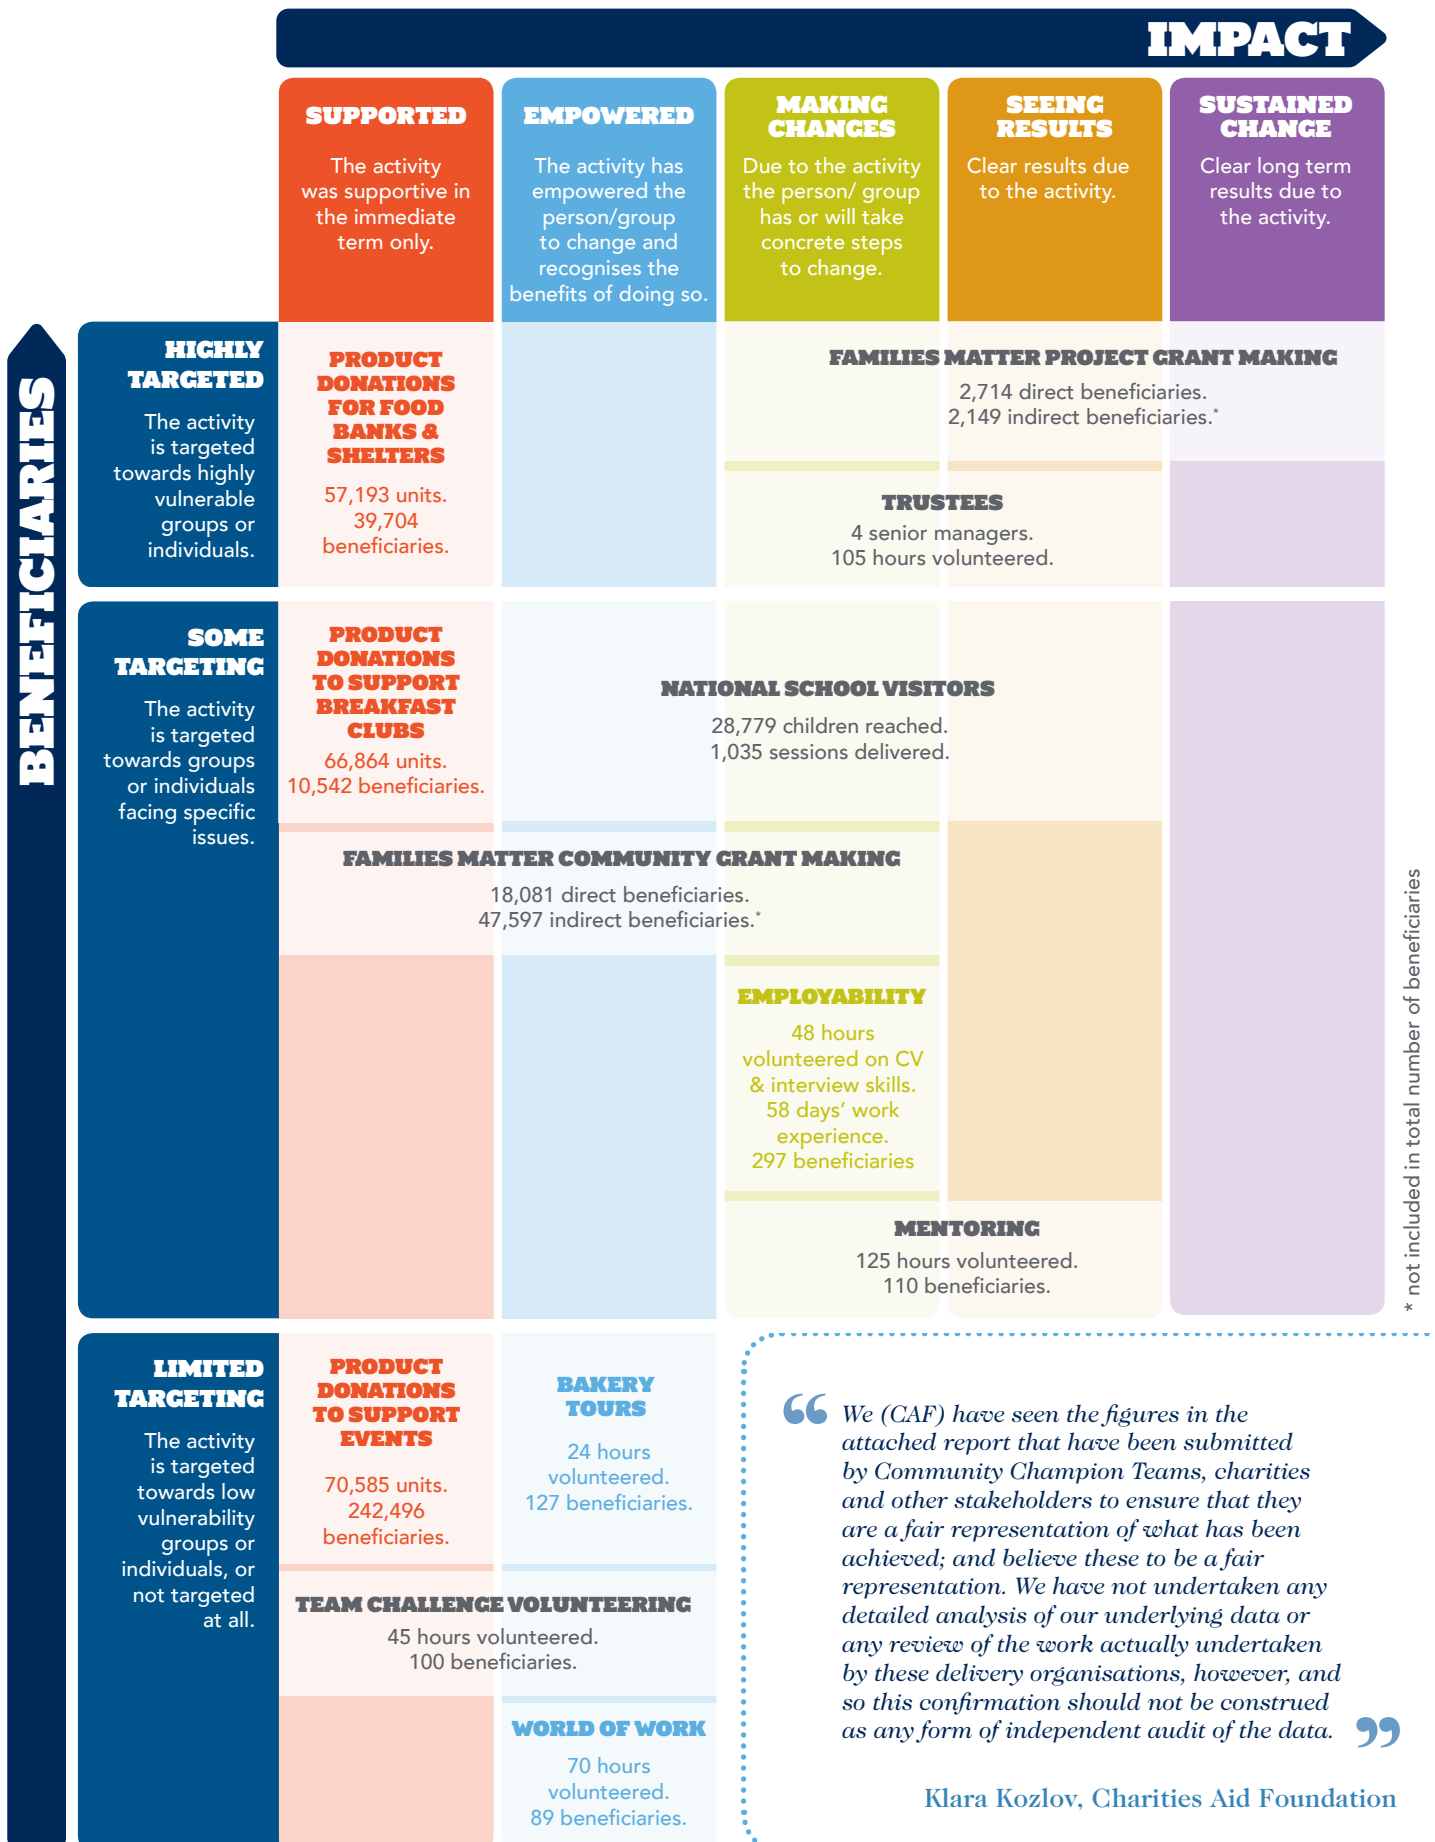 IMPACT
SUPPORTED
The activity
was supportive in
the immediate
term only.
EMPOWERED
The activity has
empowered the
person/group
to change and
recognises the
benefits of doing so.
MAKING
CHANGES
Due to the activity
the person/ group
has or will take
concrete steps
to change.
SEEING
RESULTS
Clear results due
to the activity.
SUSTAINED
CHANGE
Clear long term
results due to
the activity.
BENEFICIARIES
HIGHLY
TARGETED
The activity
is targeted
towards highly
vulnerable
groups or
individuals.
PRODUCT
DONATIONS
FOR FOOD
BANKS &
SHELTERS
57,193 units.
39,704
beneficiaries.
FAMILIES MATTER PROJECT GRANT MAKING
2,714 direct beneficiaries.
2,149 indirect beneficiaries.*
TRUSTEES
4 senior managers.
105 hours volunteered.
SOME
TARGETING
The activity
is targeted
towards groups
or individuals
facing specific
issues.
PRODUCT
DONATIONS
TO SUPPORT
BREAKFAST
CLUBS
66,864 units.
10,542 beneficiaries.
NATIONAL SCHOOL VISITORS
28,779 children reached.
1,035 sessions delivered.
FAMILIES MATTER COMMUNITY GRANT MAKING
18,081 direct beneficiaries.
47,597 indirect beneficiaries.*
EMPLOYABILITY
48 hours
volunteered on CV
& interview skills.
58 days’ work
experience.
297 beneficiaries
MENTORING
125 hours volunteered.
110 beneficiaries.
* not included in total number of beneficiaries
LIMITED
TARGETING
The activity
is targeted
towards low
vulnerability
groups or
individuals, or
not targeted
at all.
PRODUCT
DONATIONS
TO SUPPORT
EVENTS
70,585 units.
242,496
beneficiaries.
BAKERY
TOURS
24 hours
volunteered.
127 beneficiaries.
TEAM CHALLENGE VOLUNTEERING
45 hours volunteered.
100 beneficiaries.
WORLD OF WORK
70 hours
volunteered.
89 beneficiaries.
“ We (CAF) have seen the figures in the
attached report that have been submitted
by Community Champion Teams, charities
and other stakeholders to ensure that they
are a fair representation of what has been
achieved; and believe these to be a fair
representation. We have not undertaken any
detailed analysis of our underlying data or
any review of the work actually undertaken
by these delivery organisations, however, and
so this confirmation should not be construed
as any form of independent audit of the data. ”
Klara Kozlov, Charities Aid Foundation